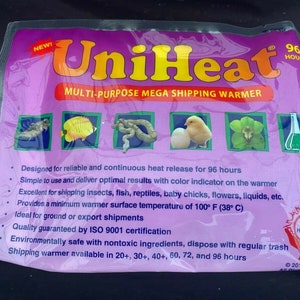 NEW!
UniHeat
96
HOU
MULTI-PURPOSE MEGA SHIPPING WARMER
Designed for reliable and continuous heat release for 96 hours
Simple to use and deliver optimal results with color indication on the warmer
Excellent for shipping insects, fish, reptiles, baby chicks, flowers, liquids, etc.
Provides a minimum warmer surface temperature of 100º F (38º C)
Ideal for ground or export shipments
Quality guaranteed by ISO 9001 certification
Environmentally safe with nontoxic ingredients, dispose with regular trash
Shipping warmer available in 20+, 30+, 40+, 60, 72, and 96 hours